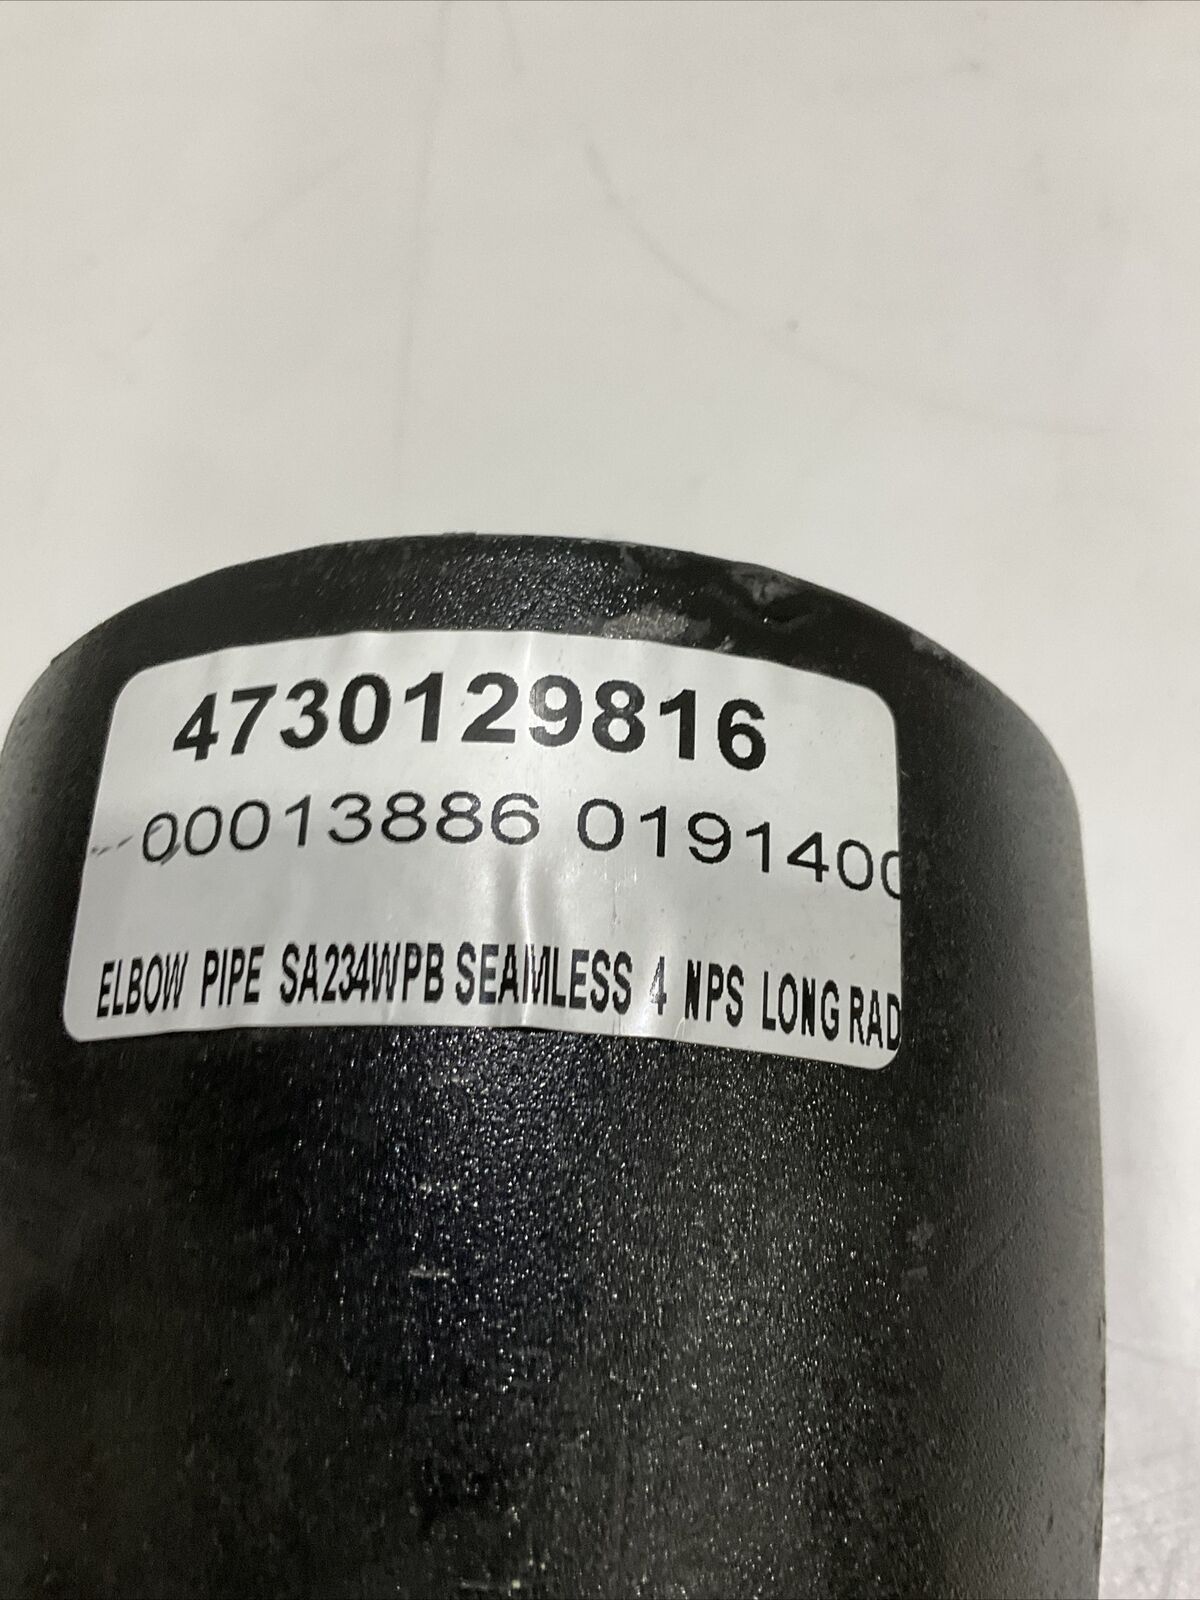 4730129816
00013886 0191400
ELBOW PIPE SA234WPB SEAMLESS 4 NPS LONG RAD